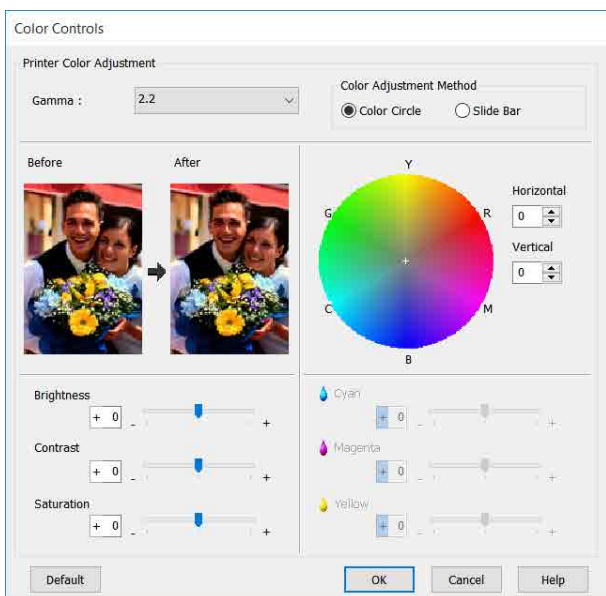 Color Controls
Printer Color Adjustment
Gamma :
2.2
Color Adjustment Method
Color Circle
Slide Bar
Before
After
Y
G
R
C
M
B
Horizontal
0
Vertical
0
Brightness
+ 0
- +
Contrast
+ 0
- +
Saturation
+ 0
- +
Cyan
+ 0
- +
Magenta
+ 0
- +
Yellow
+ 0
- +
Default
OK
Cancel
Help